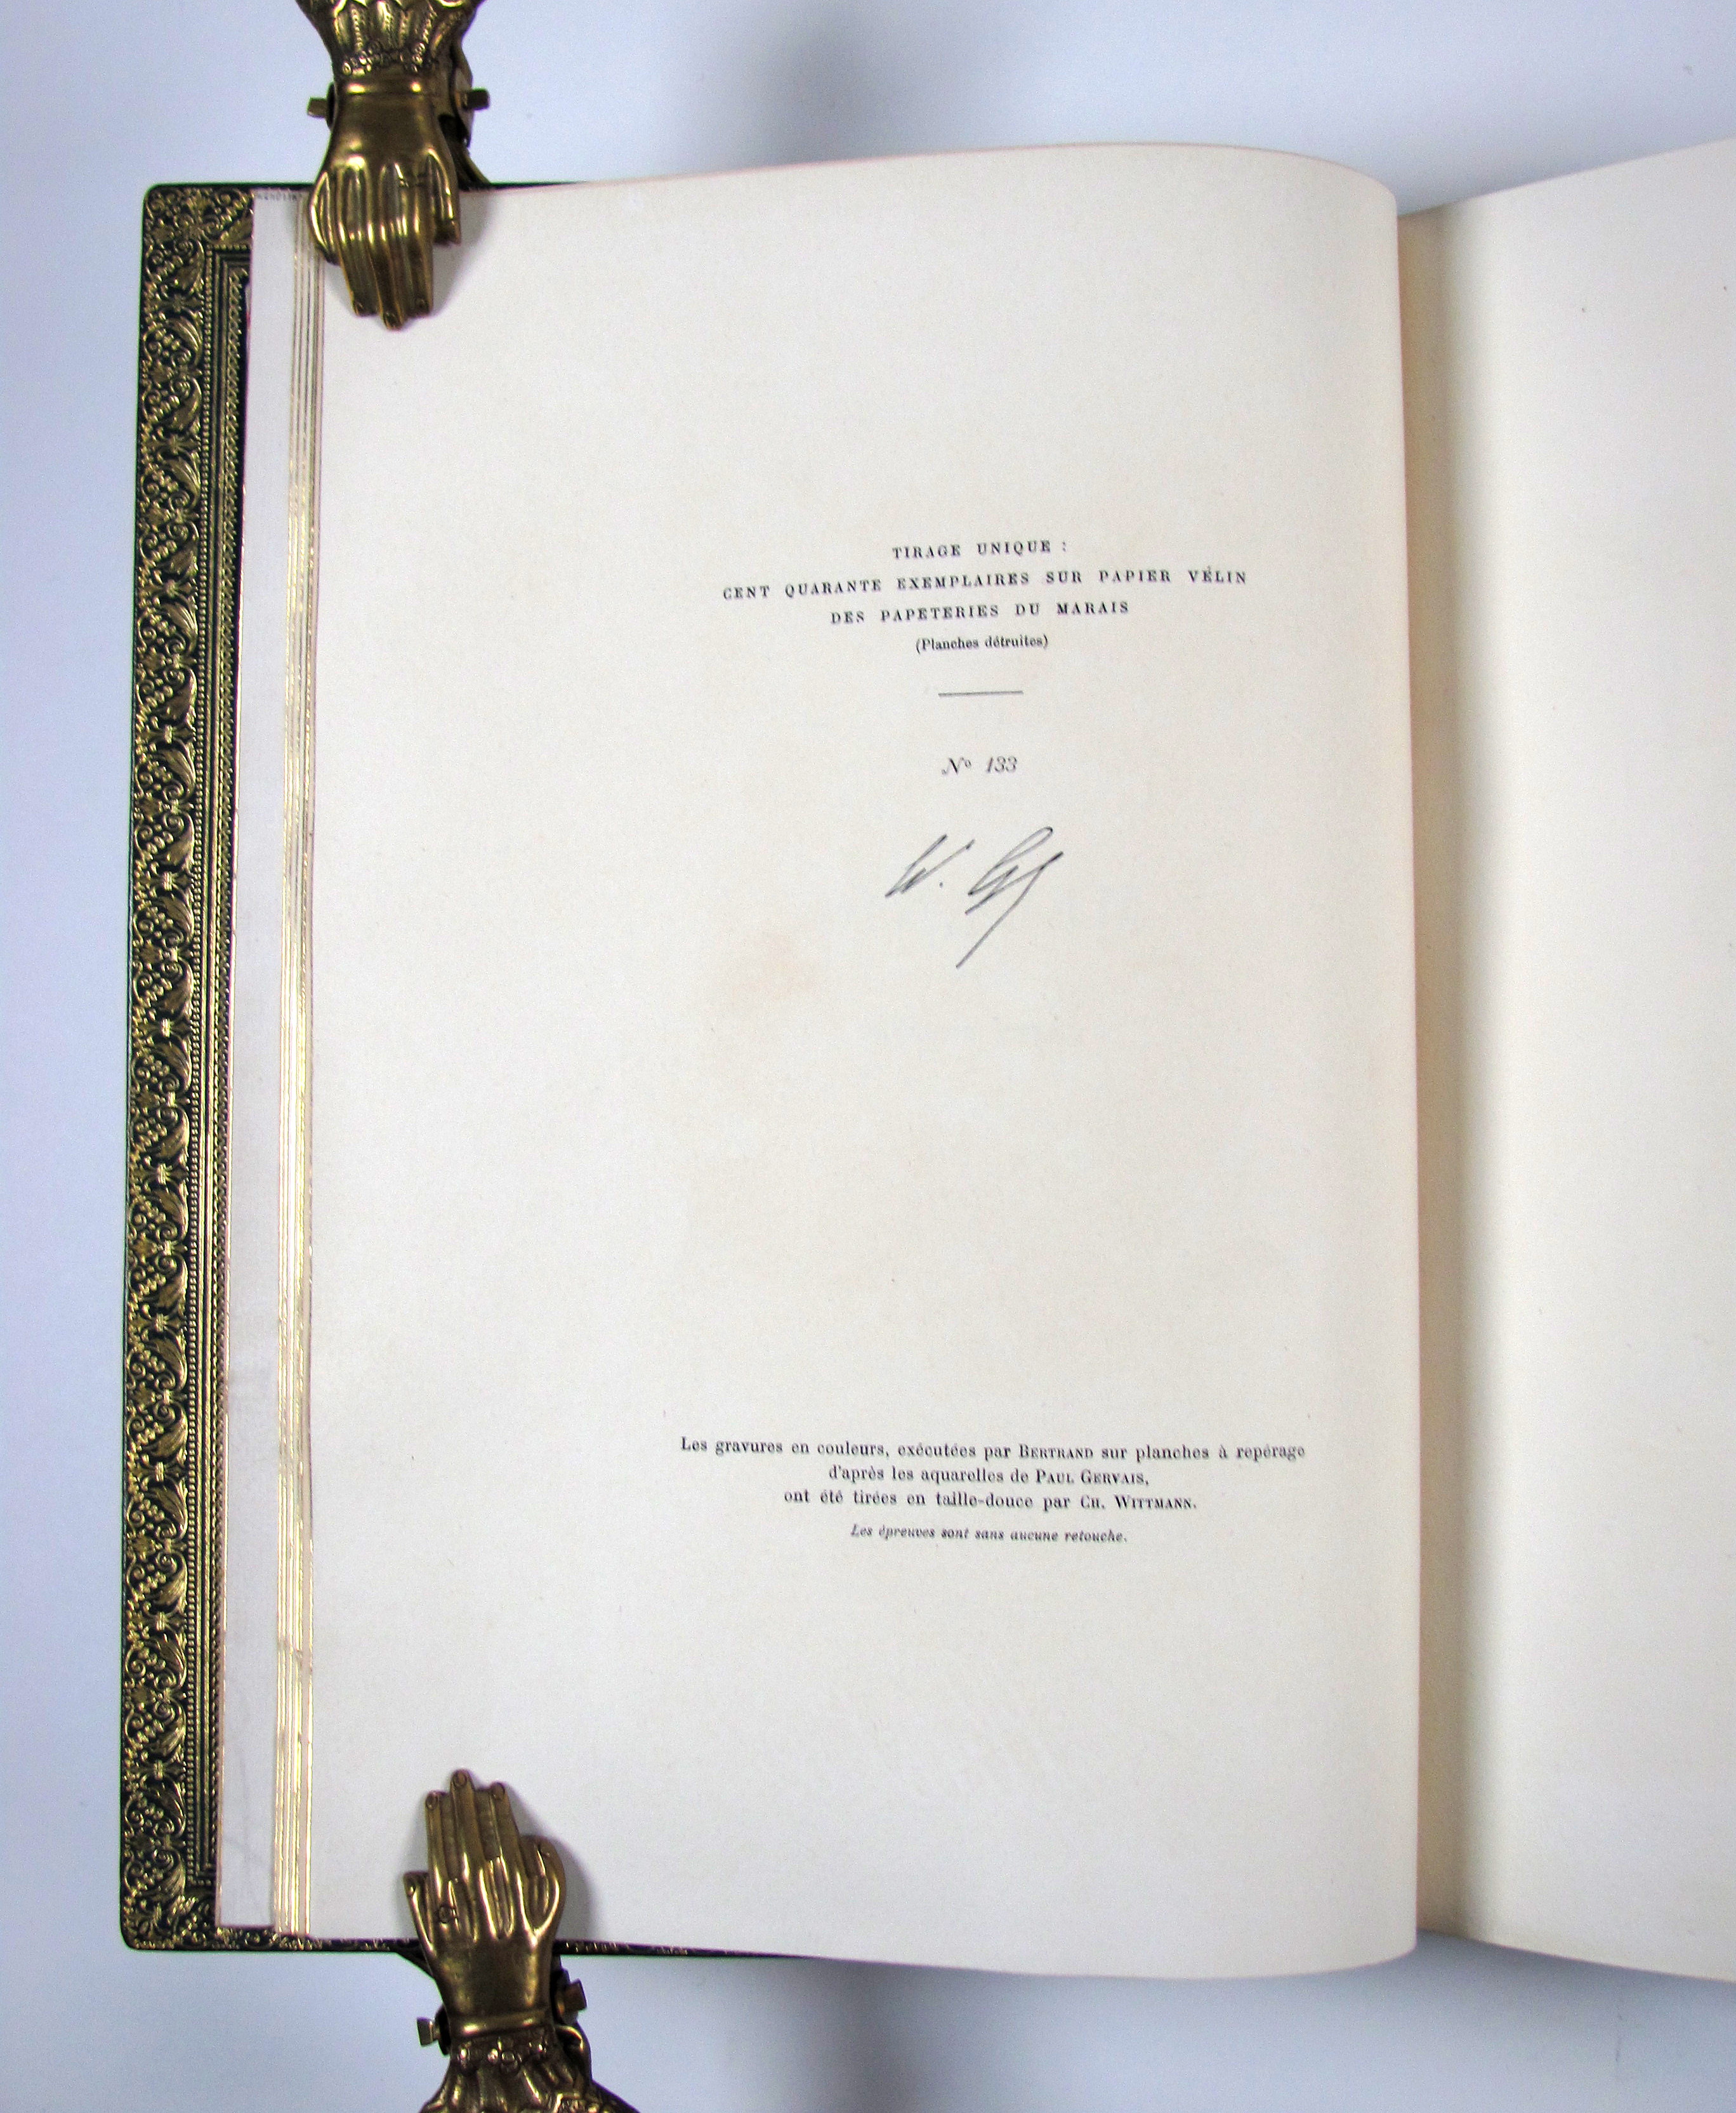 TIRAGE UNIQUE :
CENT QUARANTE EXEMPLAIRES SUR PAPIER VÉLIN
DES PAPETERIES DU MARAIS
(Planches détruites)
Nº 133
Les gravures en couleurs, exécutées par BERTRAND sur planches à repérage
d'après les aquarelles de PAUL GERVAIS,
ont été tirées en taille-douce par CH. WITTMANN.
Les épreuves sont sans aucune retouche.